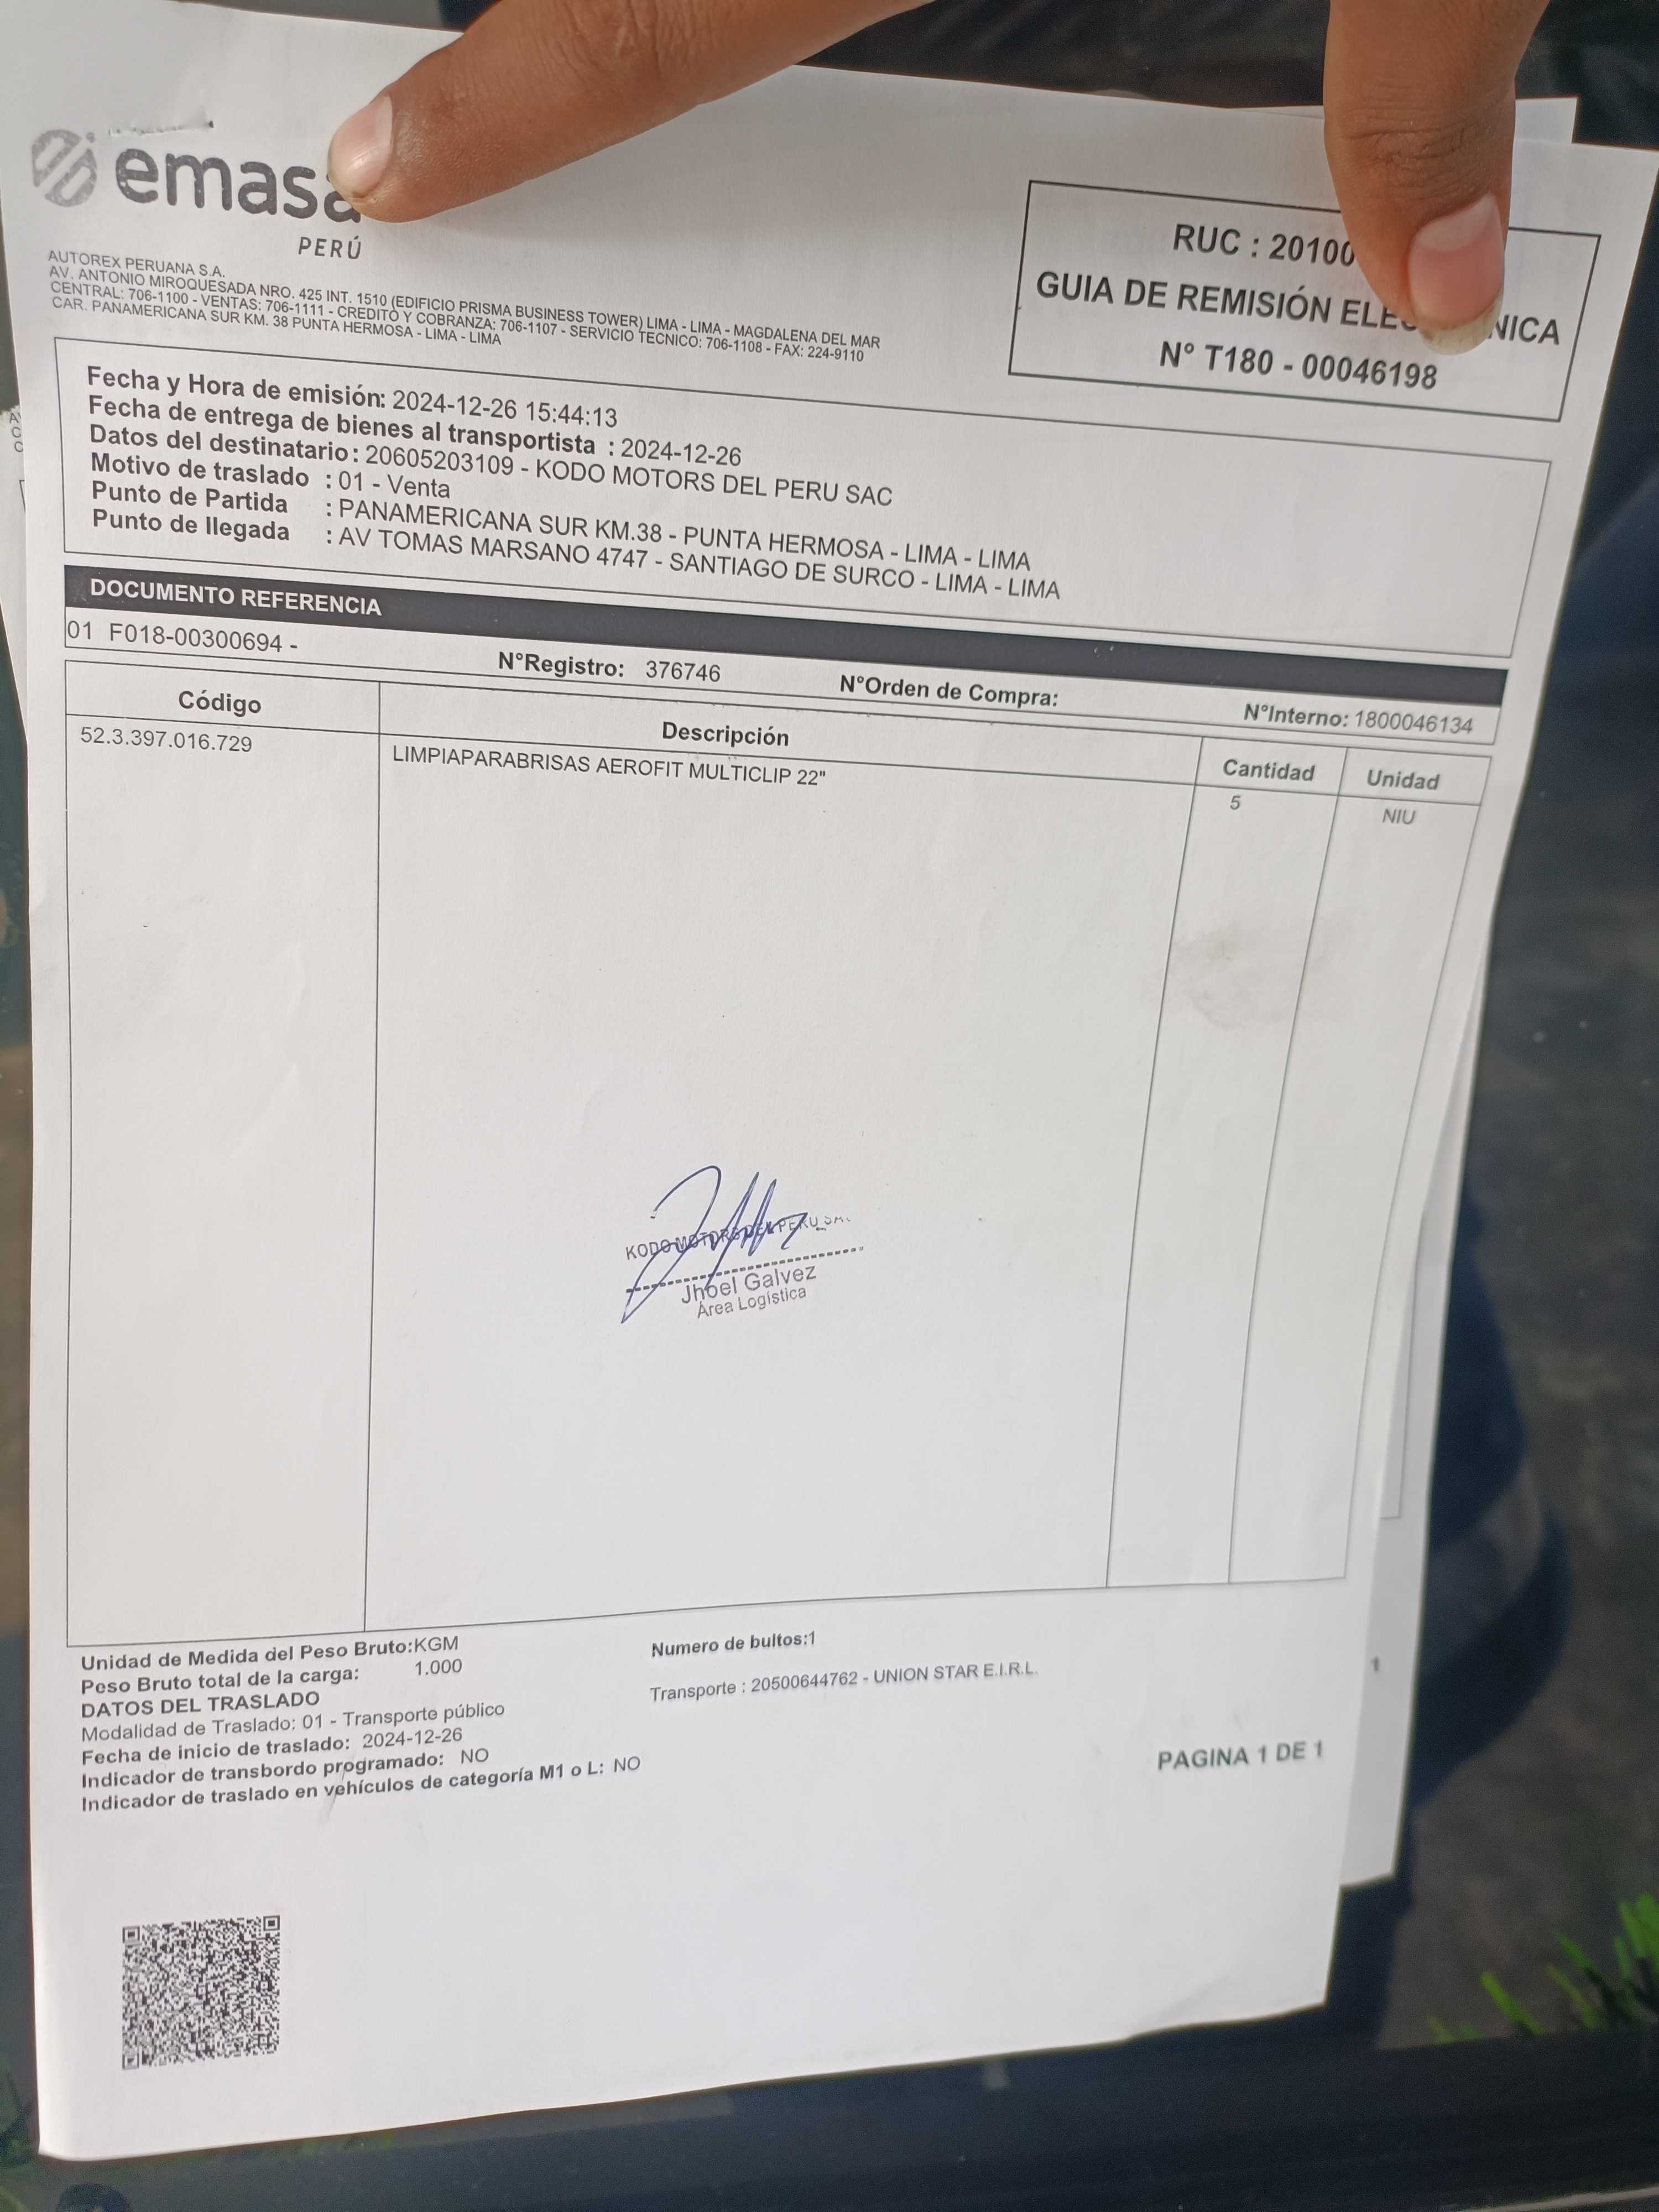 emasa
PERÚ
AUTOREX PERUANA S.A.
AV. ANTONIO MIROQUESADA NRO. 425 INT. 1510 (EDIFICIO PRISMA BUSINESS TOWER) LIMA - LIMA - MAGDALENA DEL MAR
CENTRAL: 706-1100 - VENTAS: 706-1111 - CREDITO Y COBRANZA: 706-1107 - SERVICIO TECNICO: 706-1108 - FAX: 224-9110
CAR. PANAMERICANA SUR KM. 38 PUNTA HERMOSA - LIMA - LIMA
RUC : 20100
GUIA DE REMISIÓN
N° T180 - 00046198
Fecha y Hora de emisión: 2024-12-26 15:44:13
Fecha de entrega de bienes al transportista : 2024-12-26
Datos del destinatario: 20605203109 - KODO MOTORS DEL PERU SAC
Motivo de traslado : 01 - Venta
Punto de Partida : PANAMERICANA SUR KM.38 - PUNTA HERMOSA - LIMA - LIMA
Punto de llegada : AV TOMAS MARSANO 4747 - SANTIAGO DE SURCO - LIMA - LIMA
DOCUMENTO REFERENCIA
01 F018-00300694 - N°Registro: 376746 N°Orden de Compra: N°Interno: 1800046134
Código Descripción Cantidad Unidad
52.3.397.016.729 LIMPIAPARABRISAS AEROFIT MULTICLIP 22" 5 NIU
KODO MOTORS DEL PERU
Jhoel Galvez
Área Logística
Unidad de Medida del Peso Bruto:KGM
Peso Bruto total de la carga: 1.000
Numero de bultos:1
DATOS DEL TRASLADO
Transporte : 20500644762 - UNION STAR E.I.R.L.
Modalidad de Traslado: 01 - Transporte público
Fecha de inicio de traslado: 2024-12-26
Indicador de transbordo programado: NO
Indicador de traslado en vehículos de categoría M1 o L: NO
PAGINA 1 DE 1
1